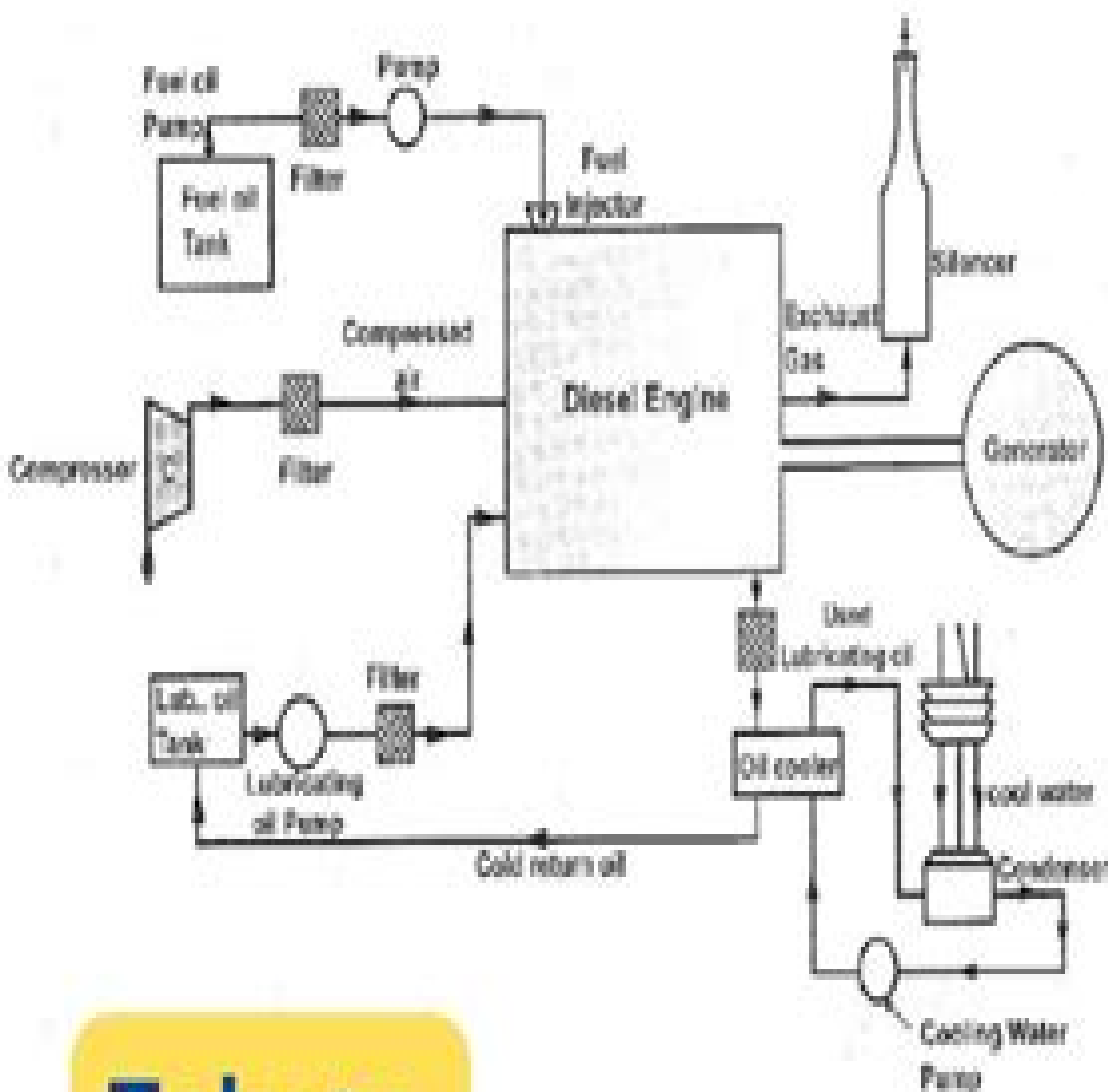 Fuel oil
Pump
Pump
Filter
Fuel oil
Tank
Fuel
Injector
Silancer
Compressed
air
Exhaust
Gas
Diesel Engine
Generator
Compressor
Filter
Used
Lubricating oil
Filter
Lub. oil
Tank
Lubricating
oil Pump
Oil cooler
cool water
Cold return oil
Condenser
Cooling Water
Pump